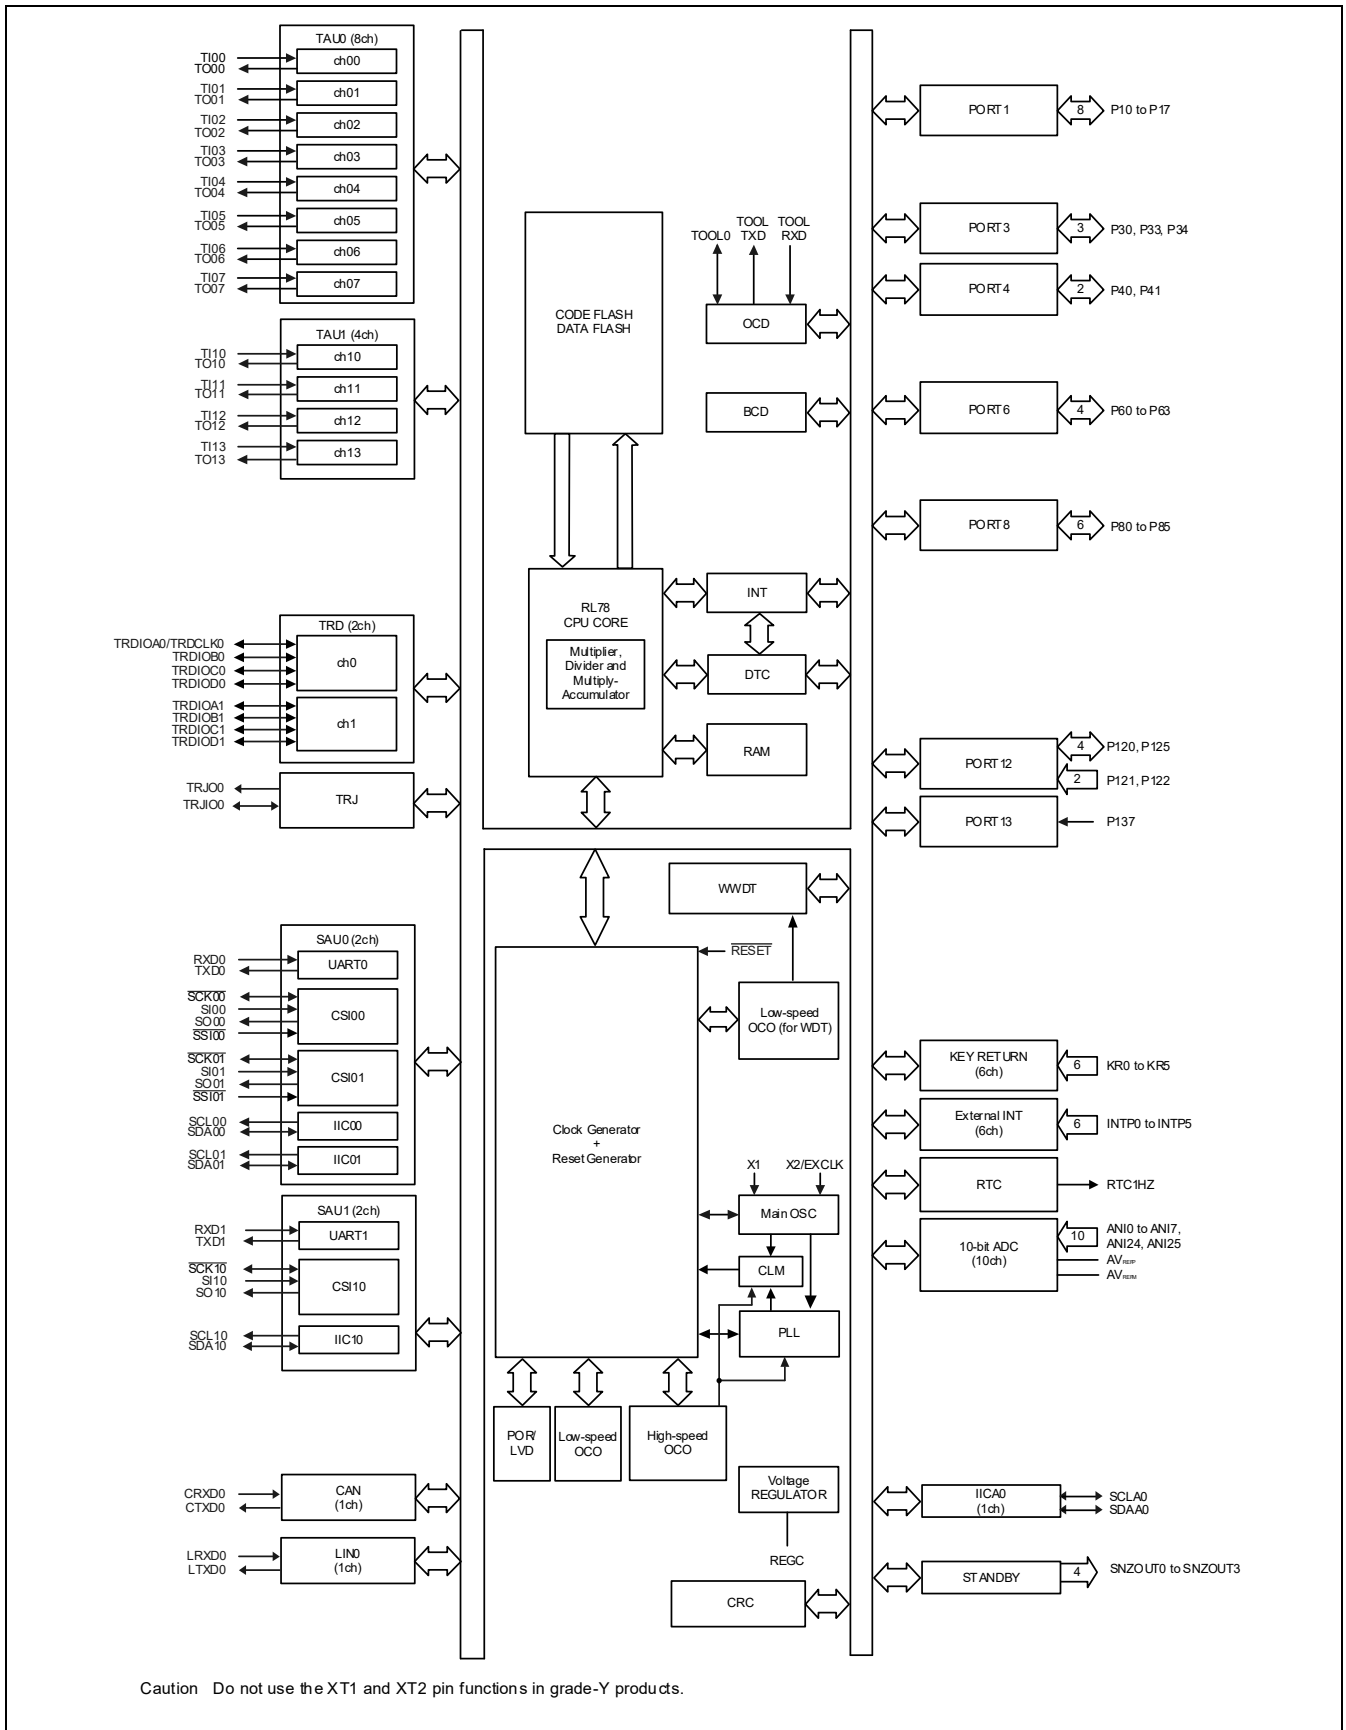 TAU0 (8ch)
TI00
TO00
ch00
TI01
TO01
ch01
TI02
TO02
ch02
TI03
TO03
ch03
TI04
TO04
ch04
TI05
TO05
ch05
TI06
TO06
ch06
TI07
TO07
ch07
TAU1 (4ch)
TI10
TO10
ch10
TI11
TO11
ch11
TI12
TO12
ch12
TI13
TO13
ch13
TRD (2ch)
TRDIOA0/TRDCLK0
TRDIOB0
TRDIOC0
TRDIOD0
ch0
TRDIOA1
TRDIOB1
TRDIOC1
TRDIOD1
ch1
TRJO0
TRJIO0
TRJ
SAU0 (2ch)
RXD0
TXD0
UART0
SCK00
SI00
SO00
SSI00
CSI00
SCK01
SI01
SO01
SSI01
CSI01
SCL00
SDA00
IIC00
SCL01
SDA01
IIC01
SAU1 (2ch)
RXD1
TXD1
UART1
SCK10
SI10
SO10
CSI10
SCL10
SDA10
IIC10
CRXD0
CTXD0
CAN
(1ch)
LRXD0
LTXD0
LIN0
(1ch)
CODE FLASH
DATA FLASH
TOOL0
TOOL
TXD
TOOL
RXD
OCD
BCD
RL78
CPU CORE
Multiplier,
Divider and
Multiply-
Accumulator
INT
DTC
RAM
WWDT
RESET
Low-speed
OCO (for WDT)
Clock Generator
+
Reset Generator
X1
X2/EXCLK
Main OSC
CLM
PLL
POR/
LVD
Low-speed
OCO
High-speed
OCO
Voltage
REGULATOR
REGC
CRC
PORT1
8
P10 to P17
PORT3
3
P30, P33, P34
PORT4
2
P40, P41
PORT6
4
P60 to P63
PORT8
6
P80 to P85
PORT12
4
P120, P125
2
P121, P122
PORT13
P137
KEY RETURN
(6ch)
6
KR0 to KR5
External INT
(6ch)
6
INTP0 to INTP5
RTC
RTC1HZ
10-bit ADC
(10ch)
10
ANI0 to ANI7,
ANI24, ANI25
AVREFP
AVREFM
IICA0
(1ch)
SCLA0
SDAA0
STANDBY
4
SNZOUT0 to SNZOUT3
Caution Do not use the XT1 and XT2 pin functions in grade-Y products.